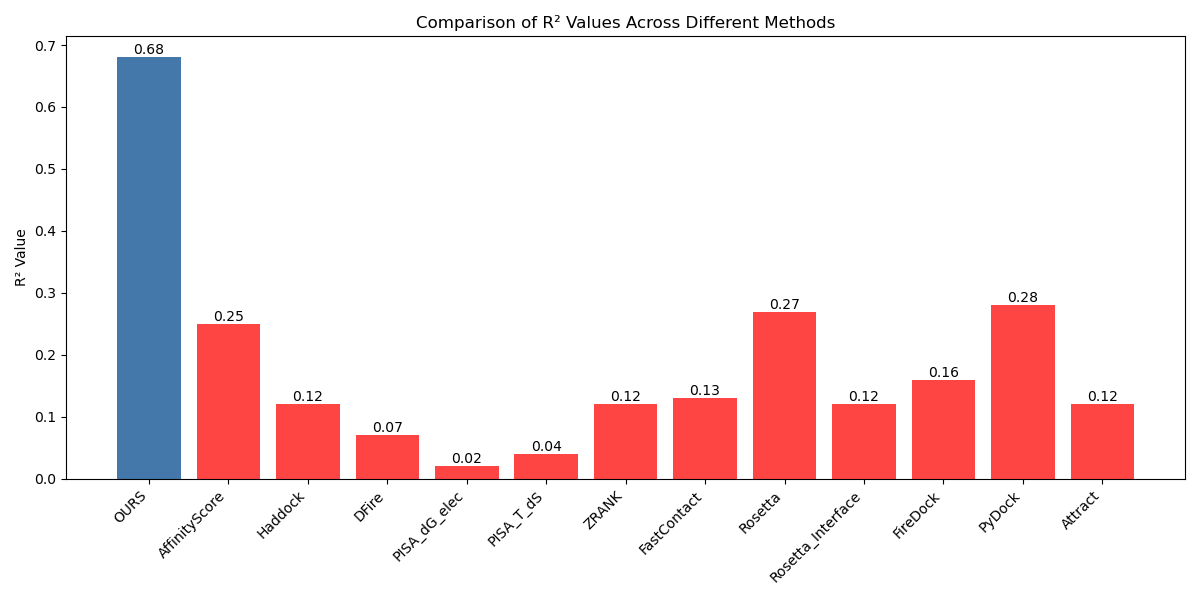 Comparison of R² Values Across Different Methods
R² Value
0.7
0.6
0.5
0.4
0.3
0.2
0.1
0.0
0.68
0.25
0.12
0.07
0.02
0.04
0.12
0.13
0.27
0.12
0.16
0.28
0.12
OURS
AffinityScore
Haddock
DFire
PISA_dG_elec
PISA_T_dS
ZRANK
FastContact
Rosetta
Rosetta_Interface
FireDock
PyDock
Attract